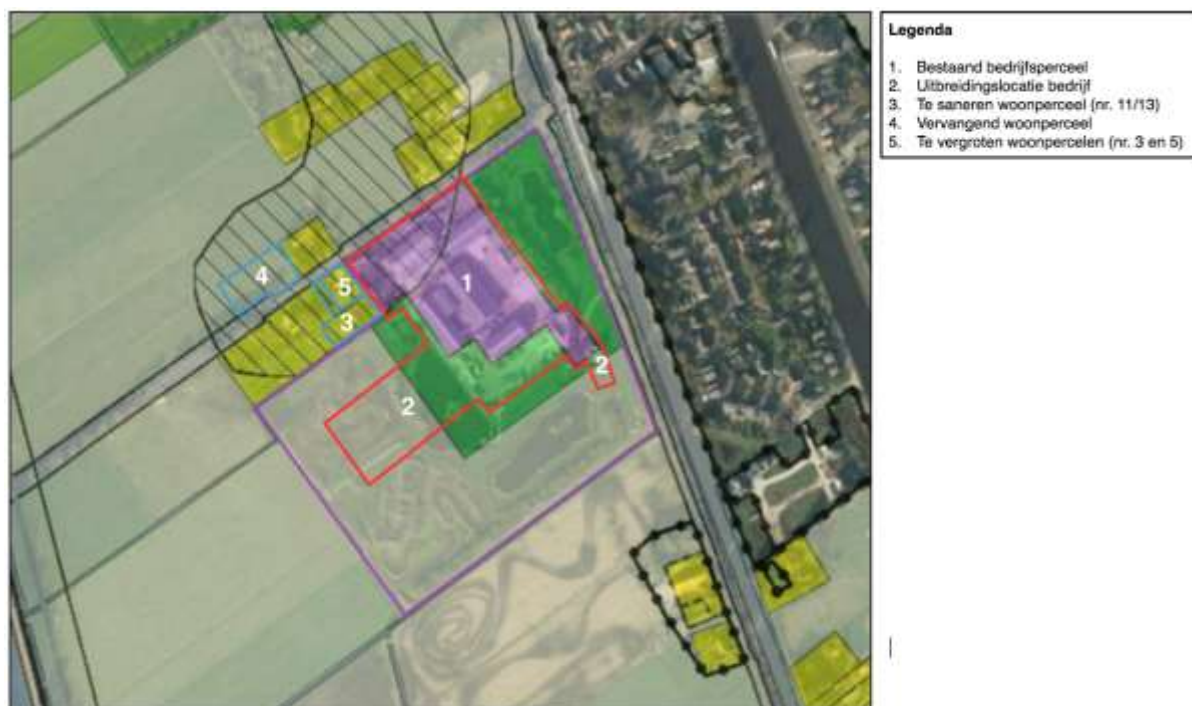 Legenda
1. Bestaand bedrijfsperceel
2. Uitbreidingslocatie bedrijf
3. Te saneren woonperceel (nr. 11/13)
4. Vervangend woonperceel
5. Te vergroten woonpercelen (nr. 3 en 5)
4
5
1
3
2
2